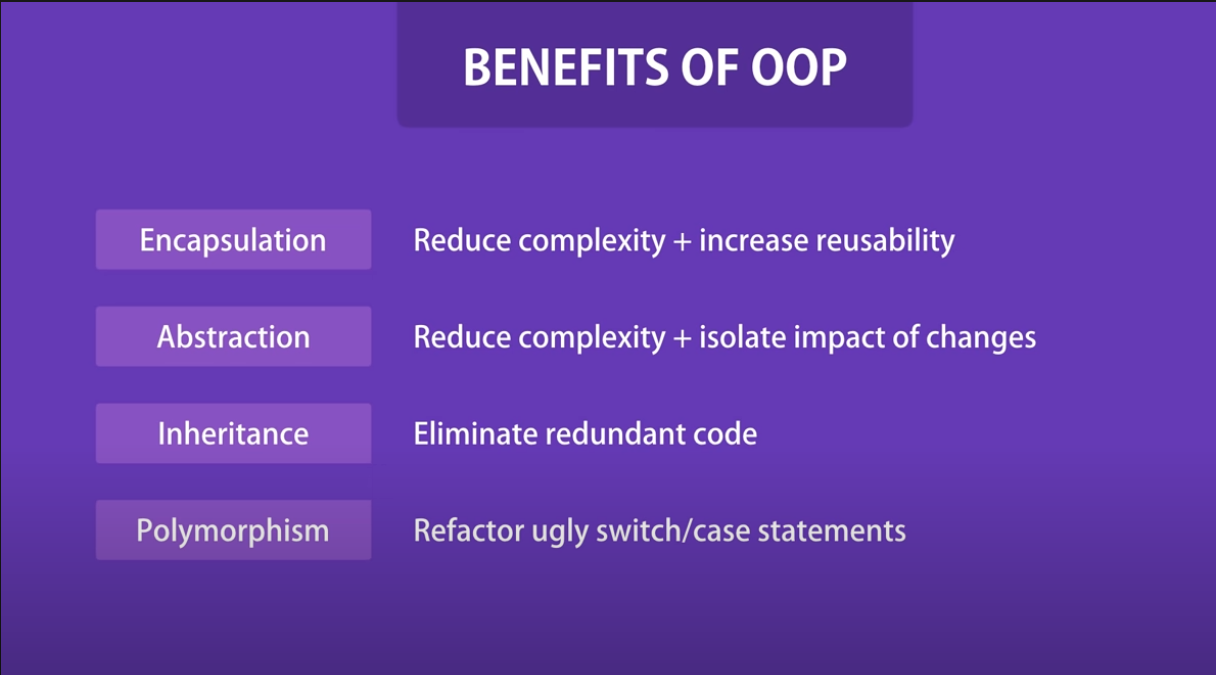 BENEFITS OF OOP
Encapsulation Reduce complexity + increase reusability
Abstraction Reduce complexity + isolate impact of changes
Inheritance Eliminate redundant code
Polymorphism Refactor ugly switch/case statements